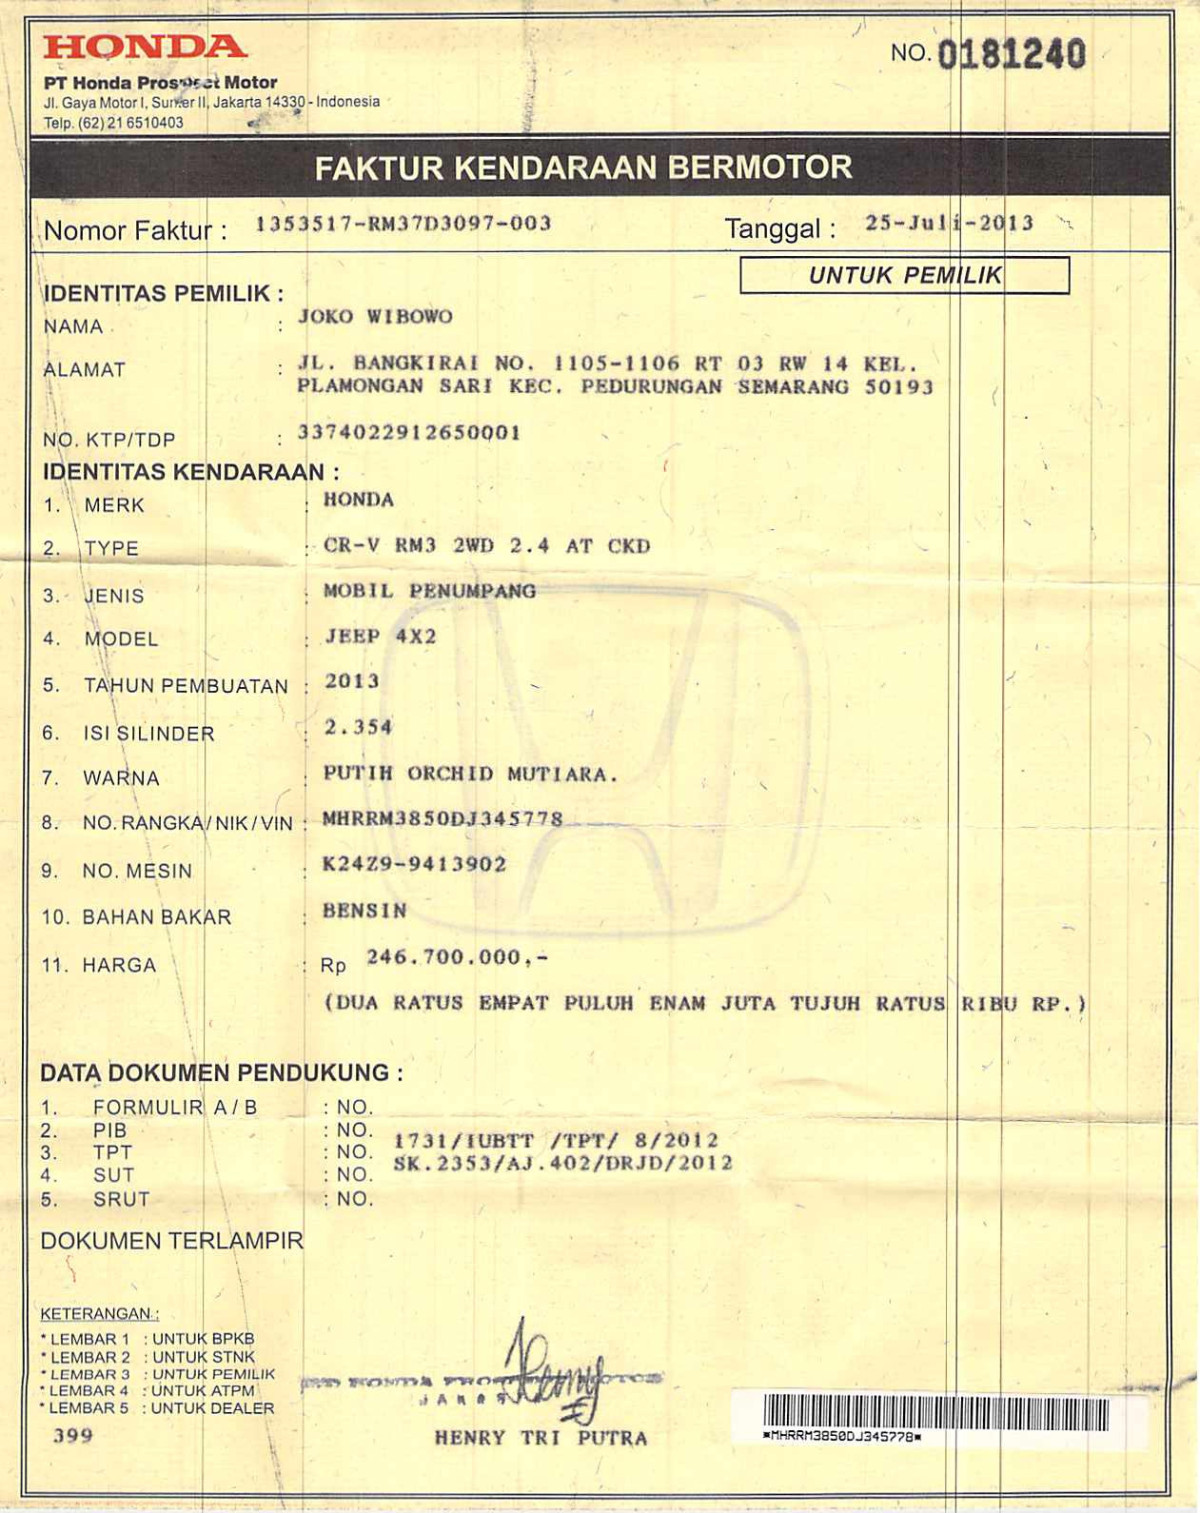 HONDA
NO. 0181240
PT Honda Prospect Motor
Jl. Gaya Motor I, Sunter II, Jakarta 14330 - Indonesia
Telp. (62) 21 6510403
FAKTUR KENDARAAN BERMOTOR
Nomor Faktur : 1353517-RM37D3097-003 Tanggal : 25-Juli-2013
UNTUK PEMILIK
IDENTITAS PEMILIK :
NAMA : JOKO WIBOWO
ALAMAT : JL. BANGKIRAI NO. 1105-1106 RT 03 RW 14 KEL.
PLAMONGAN SARI KEC. PEDURUNGAN SEMARANG 50193
NO. KTP/TDP : 3374022912650001
IDENTITAS KENDARAAN :
1. MERK : HONDA
2. TYPE : CR-V RM3 2WD 2.4 AT CKD
3. JENIS : MOBIL PENUMPANG
4. MODEL : JEEP 4X2
5. TAHUN PEMBUATAN : 2013
6. ISI SILINDER : 2.354
7. WARNA : PUTIH ORCHID MUTIARA.
8. NO. RANGKA / NIK / VIN : MHRRM3850DJ345778
9. NO. MESIN : K24Z9-9413902
10. BAHAN BAKAR : BENSIN
11. HARGA : Rp 246.700.000,-
(DUA RATUS EMPAT PULUH ENAM JUTA TUJUH RATUS RIBU RP.)
DATA DOKUMEN PENDUKUNG :
1. FORMULIR A / B : NO.
2. PIB : NO.
3. TPT : NO. 1731/IUBTT /TPT/ 8/2012
4. SUT : NO. SK.2353/AJ.402/DRJD/2012
5. SRUT : NO.
DOKUMEN TERLAMPIR
KETERANGAN :
* LEMBAR 1 : UNTUK BPKB
* LEMBAR 2 : UNTUK STNK
* LEMBAR 3 : UNTUK PEMILIK
* LEMBAR 4 : UNTUK ATPM
* LEMBAR 5 : UNTUK DEALER
399
HONDA
HENRY TRI PUTRA
*MHRRM3850DJ345778*